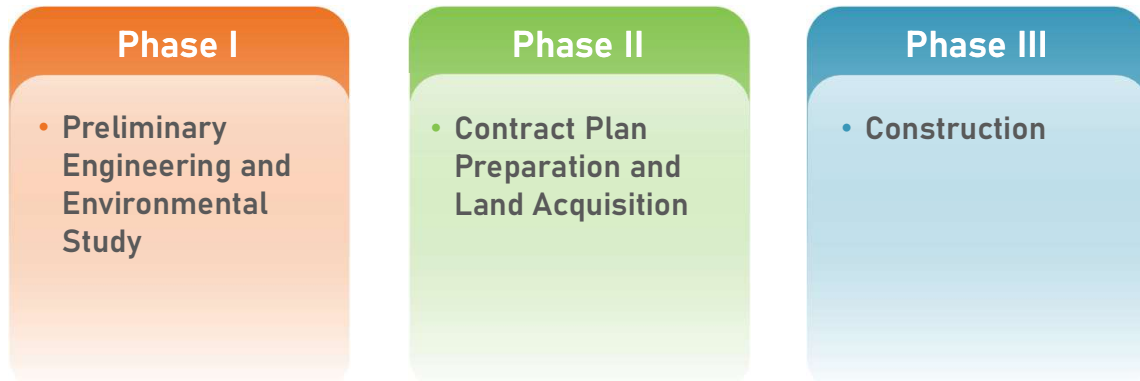 Phase I
• Preliminary
Engineering and
Environmental
Study
Phase II
• Contract Plan
Preparation and
Land Acquisition
Phase III
• Construction